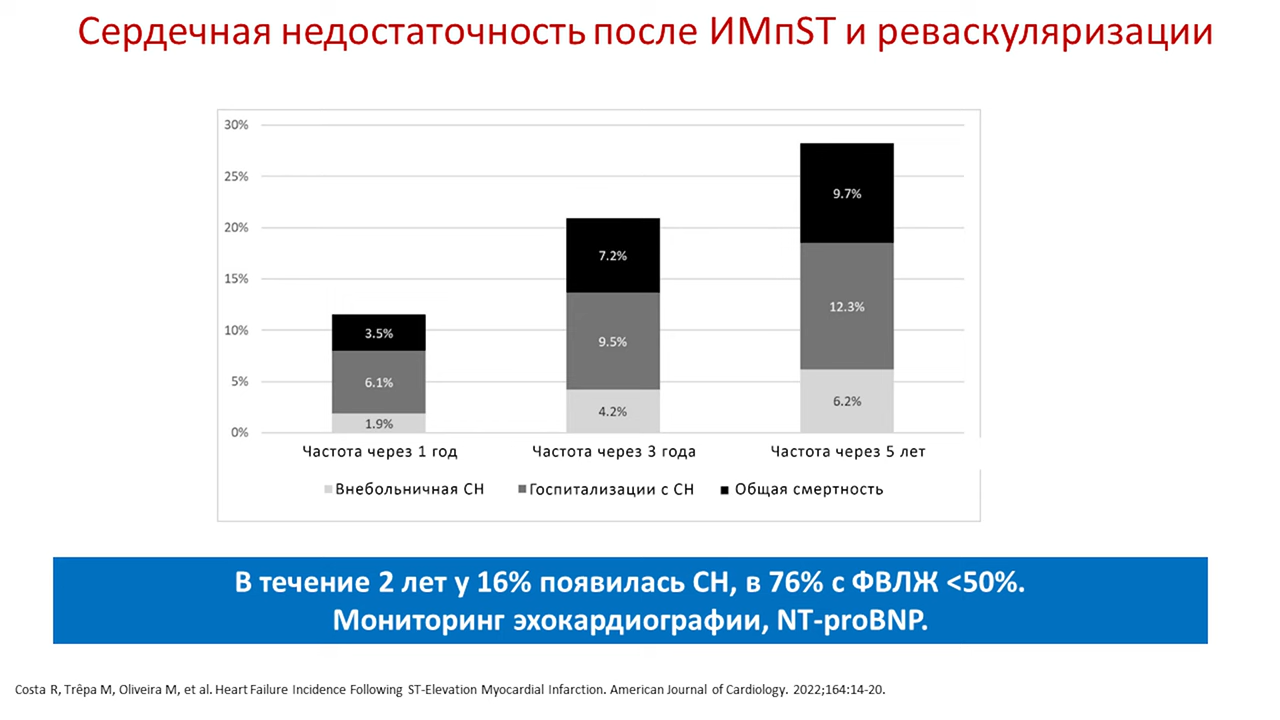 Сердечная недостаточность после ИМпST и реваскуляризации
30%
25%
20%
15%
10%
5%
0%
3.5%
6.1%
1.9%
7.2%
9.5%
4.2%
9.7%
12.3%
6.2%
Частота через 1 год Частота через 3 года Частота через 5 лет
Внебольничная СН Госпитализации с СН Общая смертность
В течение 2 лет у 16% появилась СН, в 76% с ФВЛЖ <50%.
Мониторинг эхокардиографии, NT-proBNP.
Costa R, Trêpa M, Oliveira M, et al. Heart Failure Incidence Following ST-Elevation Myocardial Infarction. American Journal of Cardiology. 2022;164:14-20.